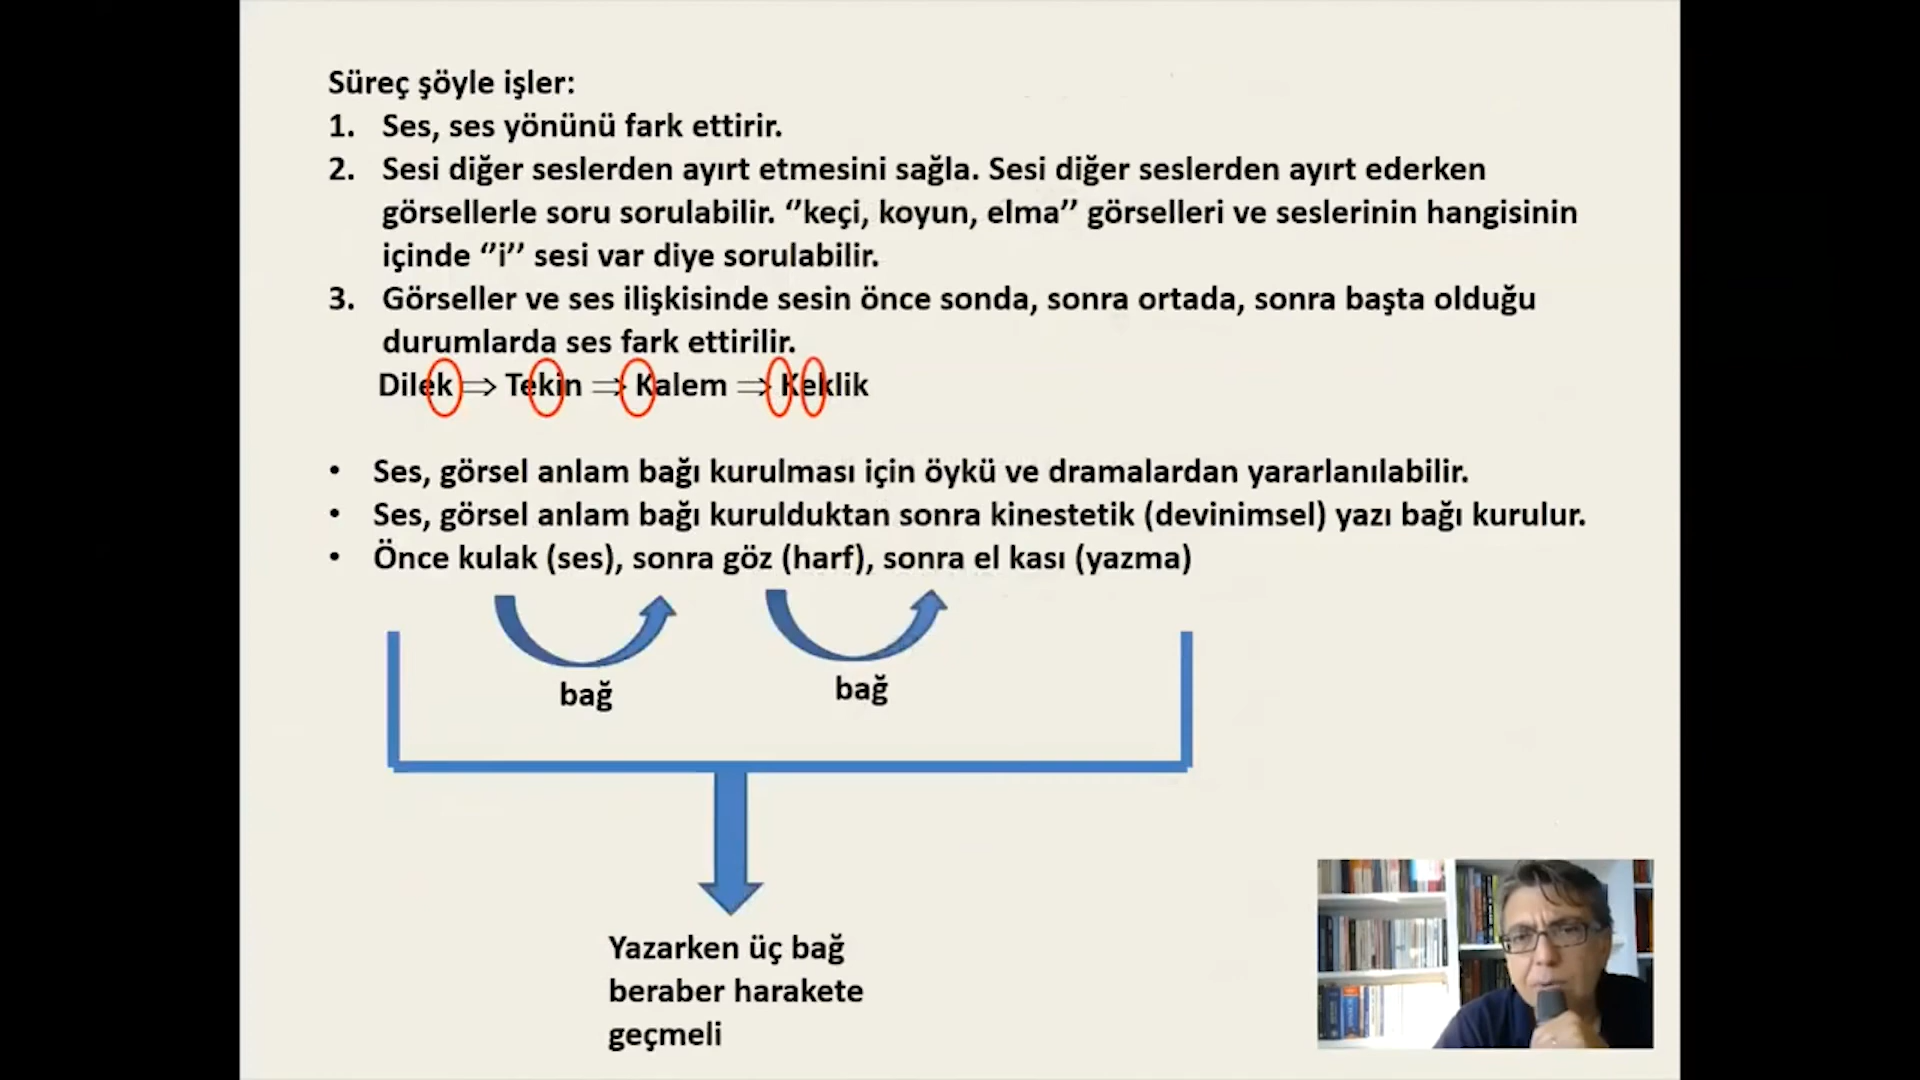 Süreç şöyle işler:
1. Ses, ses yönünü fark ettirir.
2. Sesi diğer seslerden ayırt etmesini sağla. Sesi diğer seslerden ayırt ederken
görsellerle soru sorulabilir. ‘’keçi, koyun, elma’’ görselleri ve seslerinin hangisinin
içinde ‘’i’’ sesi var diye sorulabilir.
3. Görseller ve ses ilişkisinde sesin önce sonda, sonra ortada, sonra başta olduğu
durumlarda ses fark ettirilir.
Dilek ⇒ Tekin ⇒ Kalem ⇒ Keklik
• Ses, görsel anlam bağı kurulması için öykü ve dramalardan yararlanılabilir.
• Ses, görsel anlam bağı kurulduktan sonra kinestetik (devinimsel) yazı bağı kurulur.
• Önce kulak (ses), sonra göz (harf), sonra el kası (yazma)
bağ bağ
Yazarken üç bağ
beraber harakete
geçmeli